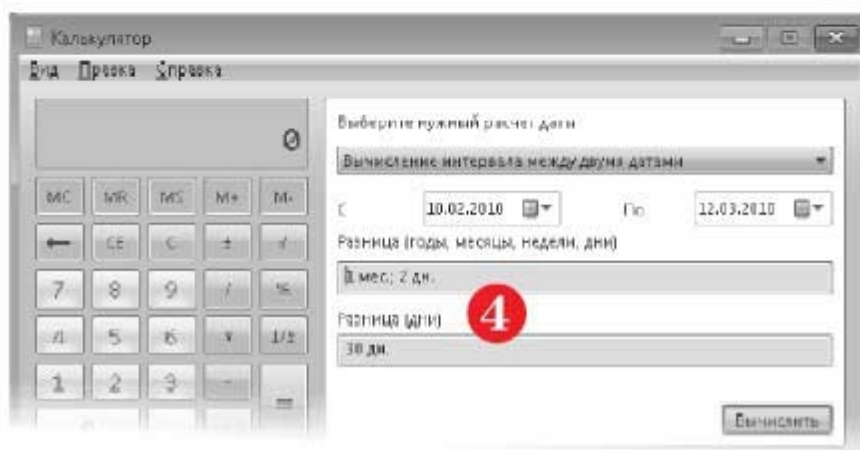 Калькулятор
Вид Правка Справка
0
MC MR MS M+ M-
← CE C ± √
7 8 9 / %
4 5 6 * 1/x
1 2 3 - =
Выберите нужный расчет даты
Вычисление интервала между двумя датами
С 10.02.2010 По 12.03.2010
Разница (годы, месяцы, недели, дни)
1 мес.; 2 дн.
4
Разница (дни)
30 дн.
Вычислить